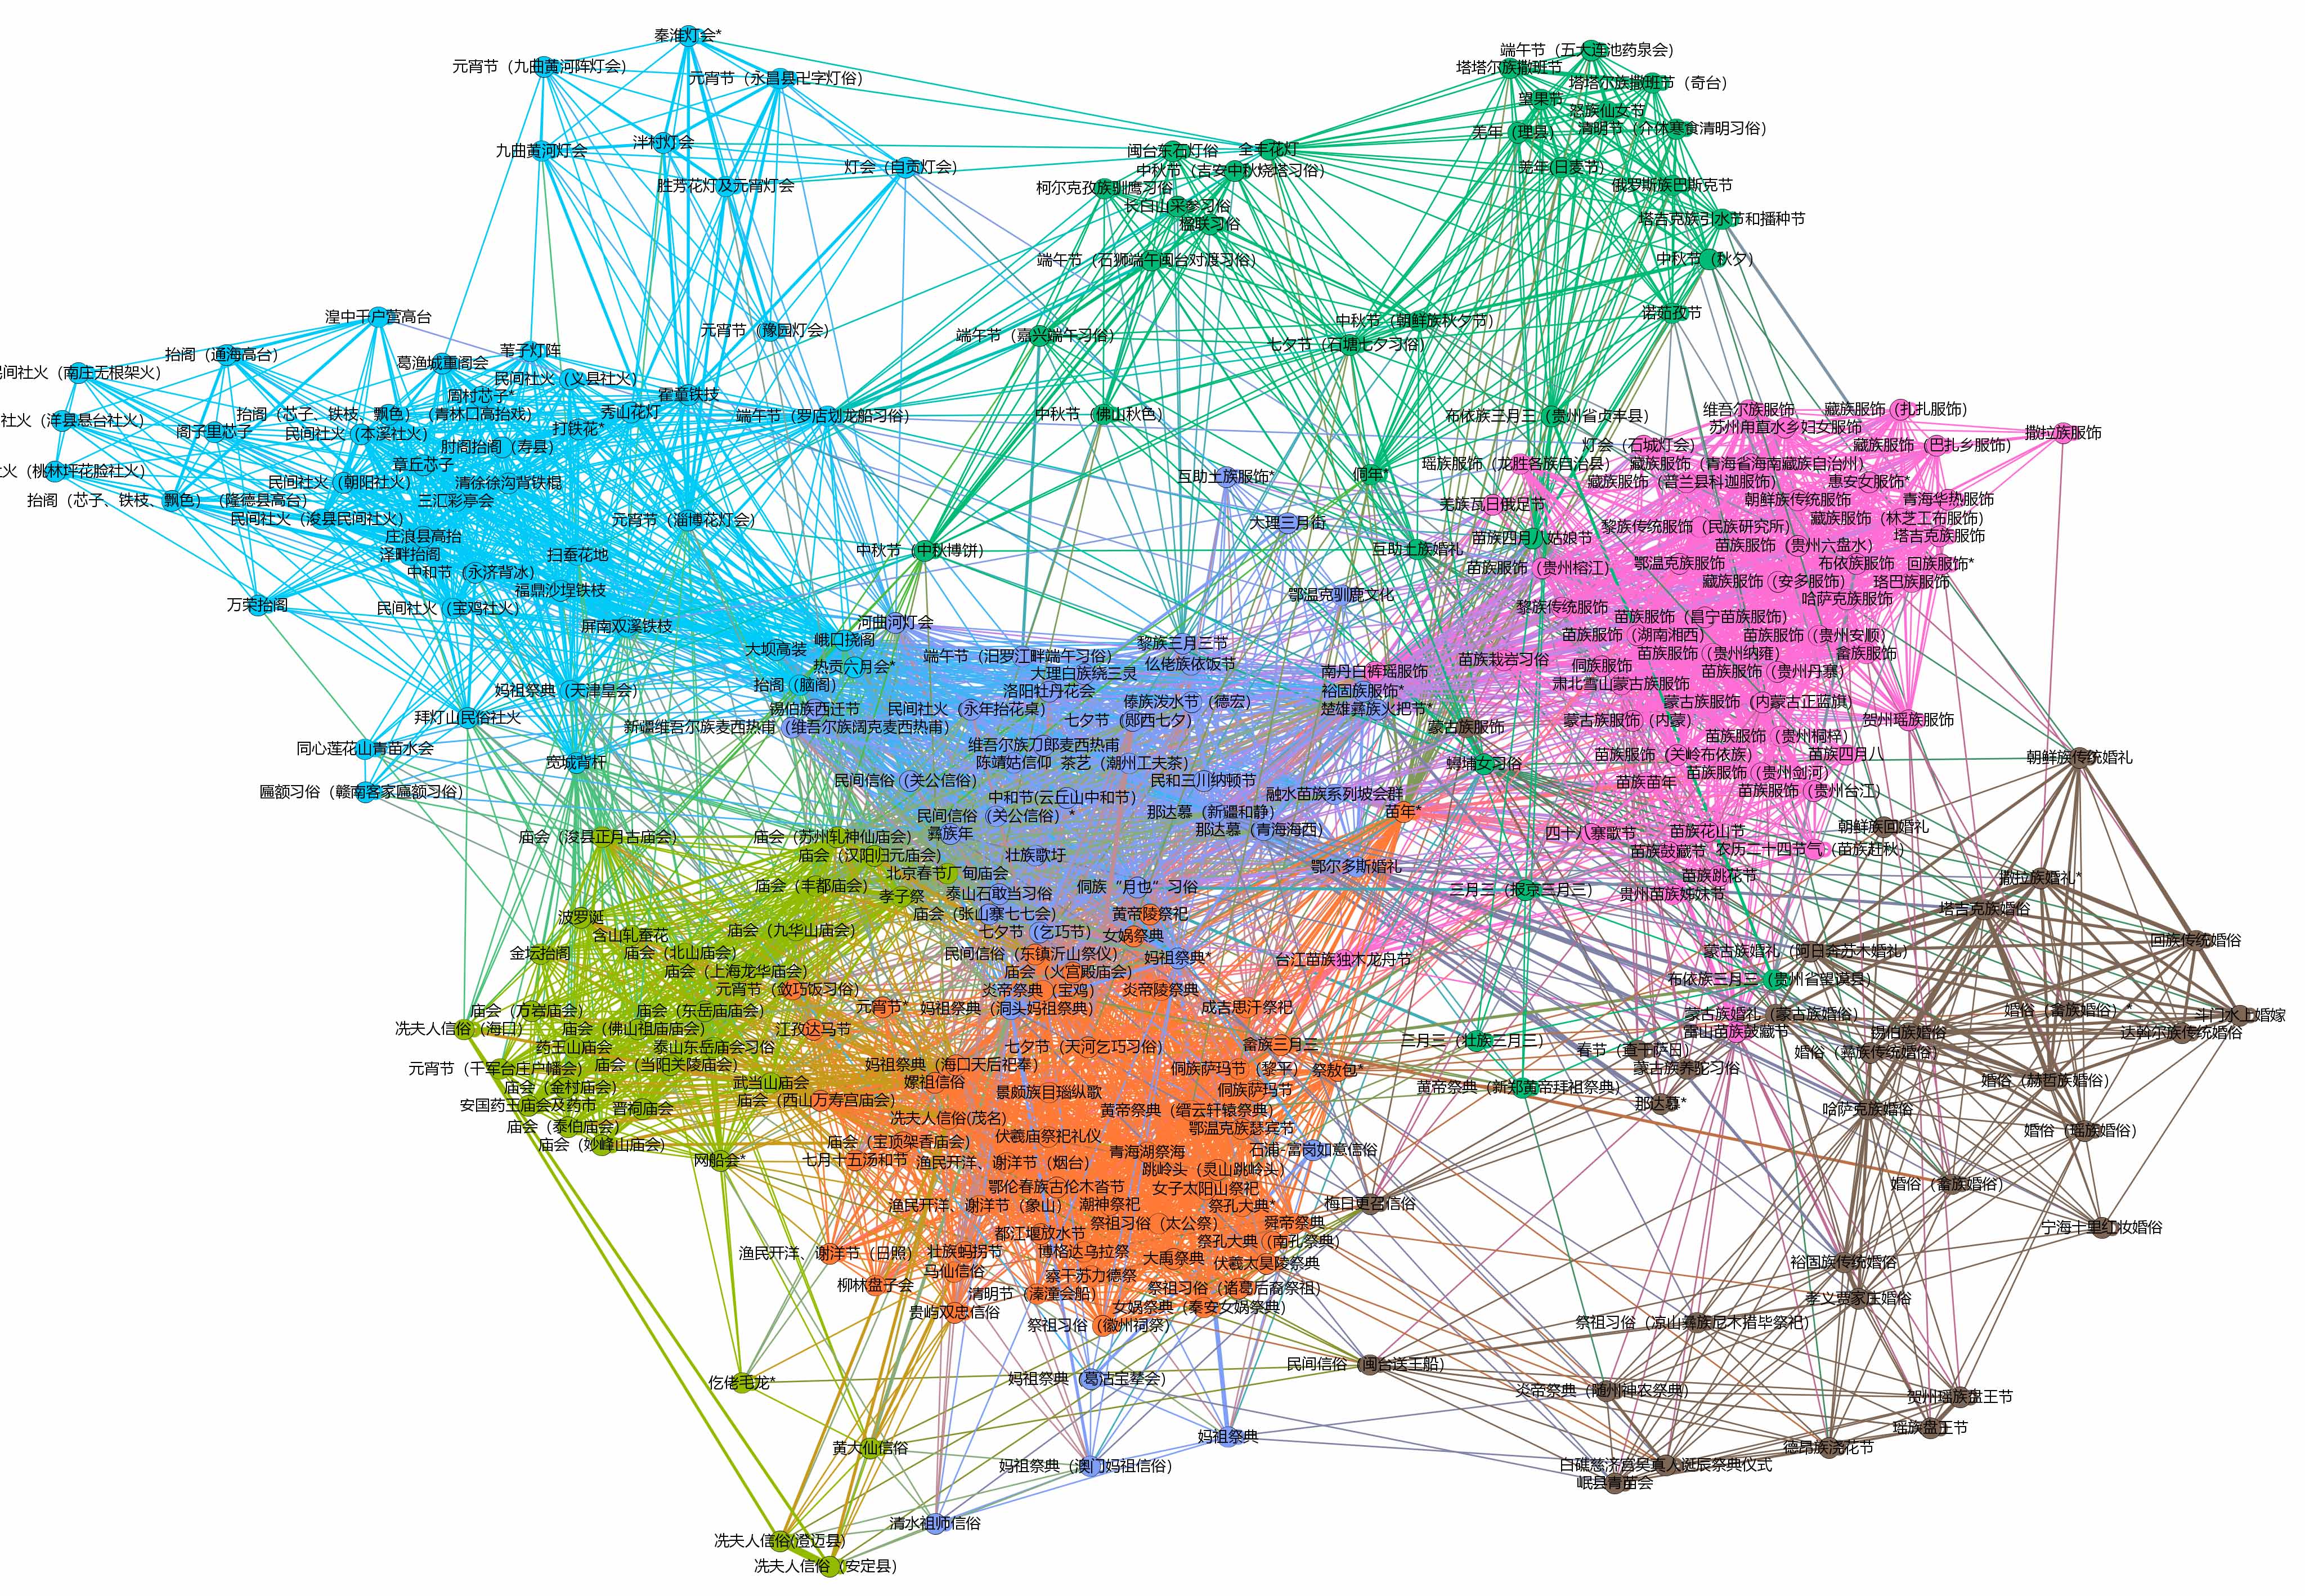 秦淮灯会*
端午节（五大连池药泉会）
元宵节（九曲黄河阵灯会）
塔塔尔族撒班节
元宵节（永昌县卍字灯俗）
塔塔尔族撒班节（奇台）
望果节
怒族仙女节
清明节（介休寒食清明习俗）
羌年（理县）
泮村灯会
九曲黄河灯会
闽台东石灯俗
全丰花灯
灯会（自贡灯会）
中秋节（吉安中秋烧塔习俗）
羌年(日麦节)
胜芳花灯及元宵灯会
柯尔克孜族驯鹰习俗
俄罗斯族巴斯克节
长白山采参习俗
楹联习俗
塔吉克族引水节和播种节
端午节（石狮端午闽台对渡习俗）
中秋节（秋夕）
诺茹孜节
湟中千户营高台
中秋节（朝鲜族秋夕节）
元宵节（豫园灯会）
端午节（嘉兴端午习俗）
七夕节（石塘七夕习俗）
抬阁（通海高台）
苇子灯阵
葛渔城重阁会
民间社火（南庄无根架火）
民间社火（义县社火）
周村芯子*
霍童铁技
维吾尔族服饰
藏族服饰（扎扎服饰）
抬阁（芯子、铁枝、飘色）（青林口高抬戏）
秀山花灯
端午节（罗店划龙船习俗）
中秋节（佛山秋色）
布依族三月三（贵州省贞丰县）
社火（洋县悬台社火）
阁子里芯子
民间社火（本溪社火）
打铁花*
苏州甪直水乡妇女服饰
撒拉族服饰
肘阁抬阁（寿县）
灯会（石城灯会）
藏族服饰（巴扎乡服饰）
章丘芯子
瑶族服饰（龙胜各族自治县）
藏族服饰（青海省海南藏族自治州）
火（桃林坪花脸社火）
民间社火（朝阳社火）
清徐徐沟背铁棍
互助土族服饰*
侗年*
藏族服饰（普兰县科迦服饰）
惠安女服饰*
抬阁（芯子、铁枝、飘色）（隆德县高台）
三汇彩亭会
羌族瓦日俄足节
朝鲜族传统服饰
青海华热服饰
民间社火（浚县民间社火）
元宵节（淄博花灯会）
大理三月街
黎族传统服饰（民族研究所）
藏族服饰（林芝工布服饰）
庄浪县高抬
苗族四月八姑娘节
苗族服饰（贵州六盘水）
塔吉克族服饰
泽畔抬阁
扫蚕花地
中秋节（中秋博饼）
互助土族婚礼
中和节（永济背冰）
苗族服饰（贵州榕江）
鄂温克族服饰
布依族服饰
回族服饰*
福鼎沙埕铁枝
藏族服饰（安多服饰）
珞巴族服饰
万荣抬阁
民间社火（宝鸡社火）
鄂温克驯鹿文化
黎族传统服饰
哈萨克族服饰
屏南双溪铁枝
河曲河灯会
苗族服饰（昌宁苗族服饰）
大坝高装
峨口挠阁
黎族三月三节
苗族服饰（湖南湘西）
苗族服饰（贵州安顺）
端午节（汨罗江畔端午习俗）
仫佬族依饭节
苗族栽岩习俗
苗族服饰（贵州纳雍）
畲族服饰
热贡六月会*
大理白族绕三灵
南丹白裤瑶服饰
侗族服饰
苗族服饰（贵州丹寨）
妈祖祭典（天津皇会）
抬阁（脑阁）
洛阳牡丹花会
裕固族服饰*
肃北雪山蒙古族服饰
锡伯族西迁节
民间社火（永年抬花桌）
傣族泼水节（德宏）
楚雄彝族火把节*
蒙古族服饰（内蒙古正蓝旗）
拜灯山民俗社火
新疆维吾尔族麦西热甫（维吾尔族阔克麦西热甫）
七夕节（郧西七夕）
蒙古族服饰
蒙古族服饰（内蒙）
贺州瑶族服饰
同心莲花山青苗水会
维吾尔族刀郎麦西热甫
苗族服饰（贵州桐梓）
宽城背杆
陈靖姑信仰
茶艺（潮州工夫茶）
蟳埔女习俗
苗族服饰（关岭布依族）
苗族四月八
朝鲜族传统婚礼
匾额习俗（赣南客家匾额习俗）
民间信俗（关公信俗）
民和三川纳顿节
苗族苗年
苗族服饰（贵州剑河）
中和节(云丘山中和节）
融水苗族系列坡会群
苗族服饰（贵州台江）
民间信俗（关公信俗）*
那达慕（新疆和静）
苗年*
庙会（浚县正月古庙会）
庙会（苏州轧神仙庙会）
彝族年
那达慕（青海海西）
四十八寨歌节
苗族花山节
朝鲜族回婚礼
庙会（汉阳归元庙会）
壮族歌圩
苗族鼓藏节
农历二十四节气（苗族赶秋）
北京春节厂甸庙会
鄂尔多斯婚礼
庙会（丰都庙会）
孝子祭
泰山石敢当习俗
侗族“月也”习俗
三月三（报京三月三）
苗族跳花节
贵州苗族姊妹节
撒拉族婚礼*
波罗诞
庙会（张山寨七七会）
黄帝陵祭祀
塔吉克族婚俗
含山轧蚕花
庙会（九华山庙会）
七夕节（乞巧节）
女娲祭典
金坛抬阁
庙会（北山庙会）
民间信俗（东镇沂山祭仪）
妈祖祭典*
台江苗族独木龙舟节
蒙古族婚礼（阿日奔苏木婚礼）
回族传统婚俗
庙会（上海龙华庙会）
庙会（火宫殿庙会）
布依族三月三（贵州省望谟县）
元宵节（敛巧饭习俗）
炎帝祭典（宝鸡）
炎帝陵祭典
庙会（万岩庙会）
庙会（东岳庙庙会）
元宵节*
妈祖祭典（洞头妈祖祭典）
成吉思汗祭祀
蒙古族婚礼（蒙古族婚俗）
婚俗（畲族婚俗）*
斗门水上婚嫁
冼夫人信俗（海口）
庙会（佛山祖庙庙会）
江孜达马节
雷山苗族鼓藏节
锡伯族婚俗
达斡尔族传统婚俗
药王山庙会
泰山东岳庙会习俗
七夕节（天河乞巧习俗）
畲族三月三
三月三（壮族三月三）
春节（查干萨日）
婚俗（彝族传统婚俗）
元宵节（千军台庄户幡会）
庙会（当阳关陵庙会）
妈祖祭典（海口天后祀奉）
侗族萨玛节（黎平）
祭敖包*
蒙古族养驼习俗
庙会（金村庙会）
武当山庙会
嫘祖信俗
景颇族目瑙纵歌
侗族萨玛节
黄帝祭典（新郑黄帝拜祖祭典）
婚俗（赫哲族婚俗）
安国药王庙会及药市
晋祠庙会
庙会（西山万寿宫庙会）
黄帝祭典（缙云轩辕祭典）
那达慕*
哈萨克族婚俗
庙会（泰伯庙会）
冼夫人信俗(茂名）
鄂温克族瑟宾节
婚俗（瑶族婚俗）
庙会（妙峰山庙会）
庙会（宝顶架香庙会）
伏羲庙祭祀礼仪
石浦-富岗如意信俗
网船会*
七月十五汤和节
渔民开洋、谢洋节（烟台）
青海湖祭海
跳岭头（灵山跳岭头）
婚俗（畲族婚俗）
鄂伦春族古伦木沓节
女子太阳山祭祀
渔民开洋、谢洋节（象山）
潮神祭祀
祭孔大典*
梅日更召信俗
祭祖习俗（太公祭）
舜帝祭典
宁海十里红妆婚俗
都江堰放水节
祭孔大典（南孔祭典）
渔民开洋、谢洋节（日照）
壮族蚂拐节
博格达乌拉祭
大禹祭典
伏羲太昊陵祭典
裕固族传统婚俗
柳林盘子会
马仙信俗
察干苏力德祭
清明节（溱潼会船）
祭祖习俗（诸葛后裔祭祖）
孝义贾家庄婚俗
贵屿双忠信俗
女娲祭典（秦安女娲祭典）
祭祖习俗（徽州祠祭）
祭祖习俗（凉山彝族尼木措毕祭祀）
民间信俗（闽台送王船）
仡佬毛龙*
妈祖祭典（葛沽宝辇会）
炎帝祭典（随州神农祭典）
贺州瑶族盘王节
瑶族盘王节
妈祖祭典
黄大仙信俗
德昂族浇花节
妈祖祭典（澳门妈祖信俗）
白礁慈济宫吴真人诞辰祭典仪式
岷县青苗会
清水祖师信俗
冼夫人信俗(澄迈县）
冼夫人信俗（安定县）